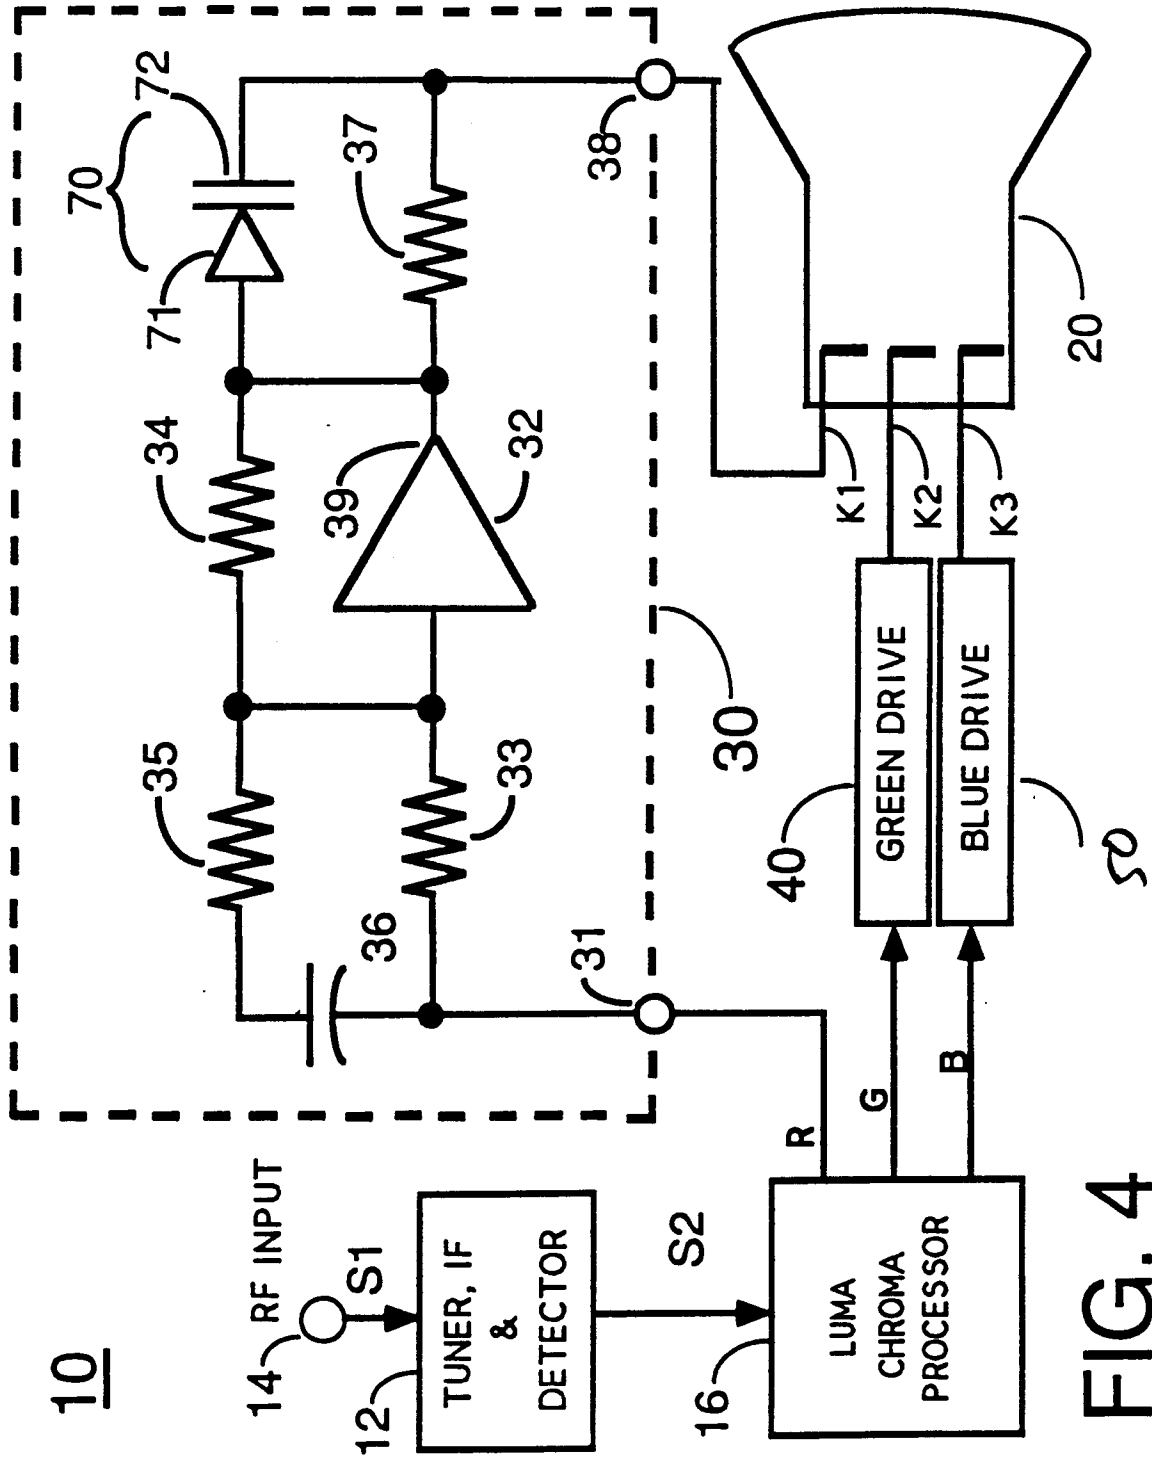 10
14 RF INPUT
S1
12
TUNER, IF
&
DETECTOR
S2
16
LUMA
CHROMA
PROCESSOR
R
G
B
35
34
70
71
72
36
33
39
32
37
31
30
38
40
GREEN DRIVE
BLUE DRIVE
50
K1
K2
K3
20
FIG. 4